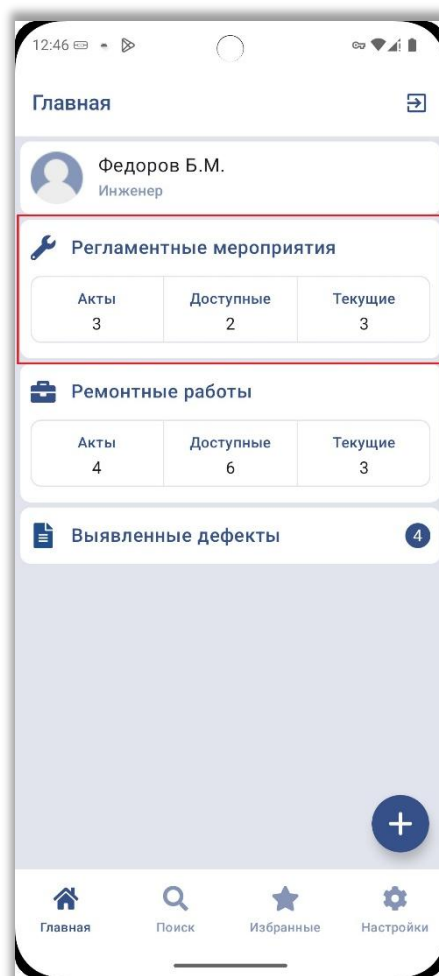 12:46
Главная
Федоров Б.М.
Инженер
Регламентные мероприятия
Акты Доступные Текущие
3 2 3
Ремонтные работы
Акты Доступные Текущие
4 6 3
Выявленные дефекты 4
Главная Поиск Избранные Настройки